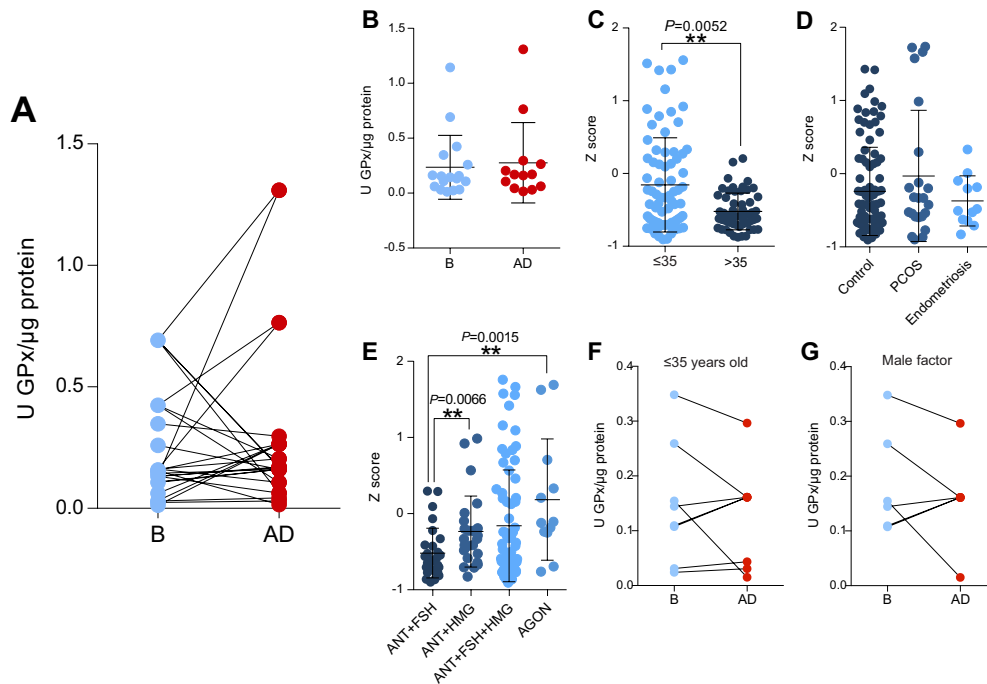 A
U GPx/µg protein
1.5
1.0
0.5
0.0
B
AD
B
U GPx/µg protein
1.5
1.0
0.5
0.0
-0.5
B
AD
C
P=0.0052
**
Z score
2
1
0
-1
≤35
>35
D
Z score
2
1
0
-1
Control
PCOS
Endometriosis
E
P=0.0015
**
P=0.0066
**
Z score
2
1
0
-1
ANT+FSH
ANT+HMG
ANT+FSH+HMG
AGON
F
≤35 years old
U GPx/µg protein
0.4
0.3
0.2
0.1
0.0
B
AD
G
Male factor
U GPx/µg protein
0.4
0.3
0.2
0.1
0.0
B
AD